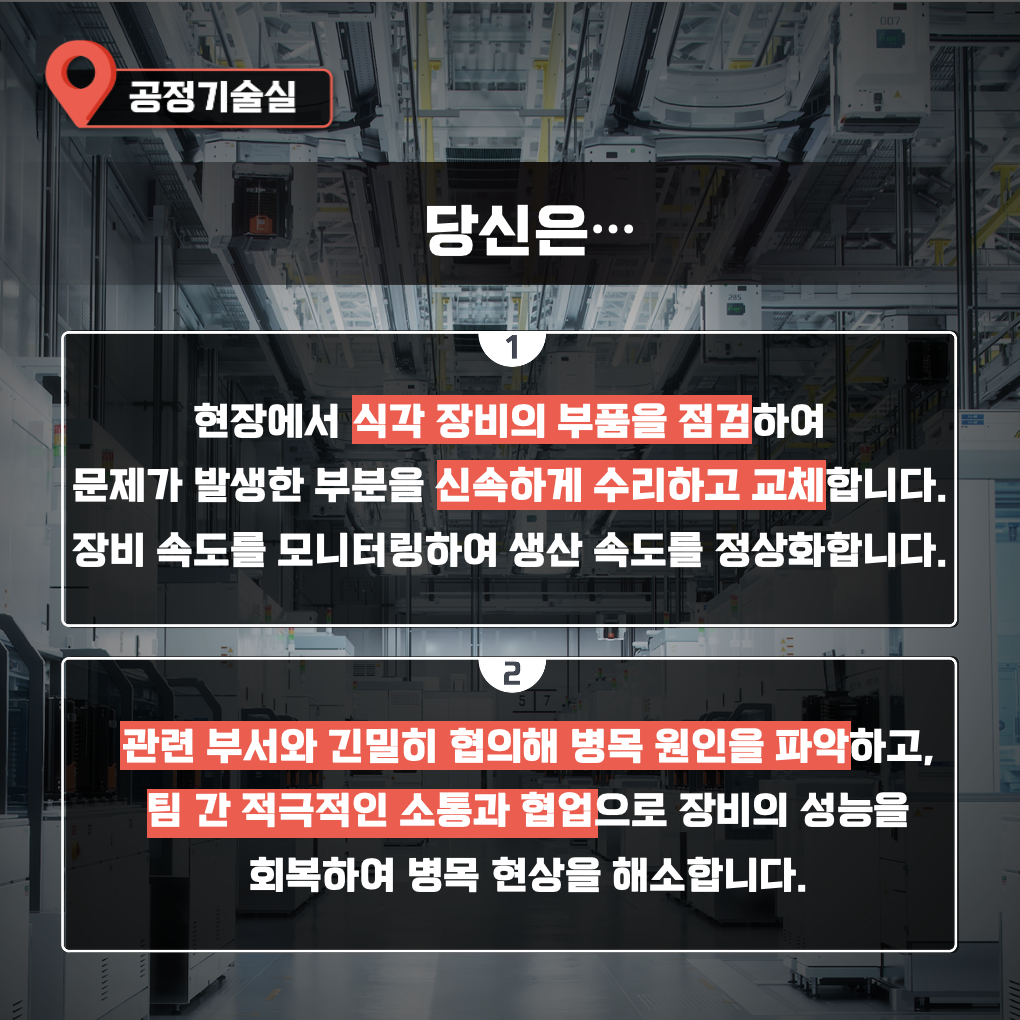 공정기술실
당신은…
1
현장에서 식각 장비의 부품을 점검하여
문제가 발생한 부분을 신속하게 수리하고 교체합니다.
장비 속도를 모니터링하여 생산 속도를 정상화합니다.
2
관련 부서와 긴밀히 협의해 병목 원인을 파악하고,
팀 간 적극적인 소통과 협업으로 장비의 성능을
회복하여 병목 현상을 해소합니다.
007
285
5 7